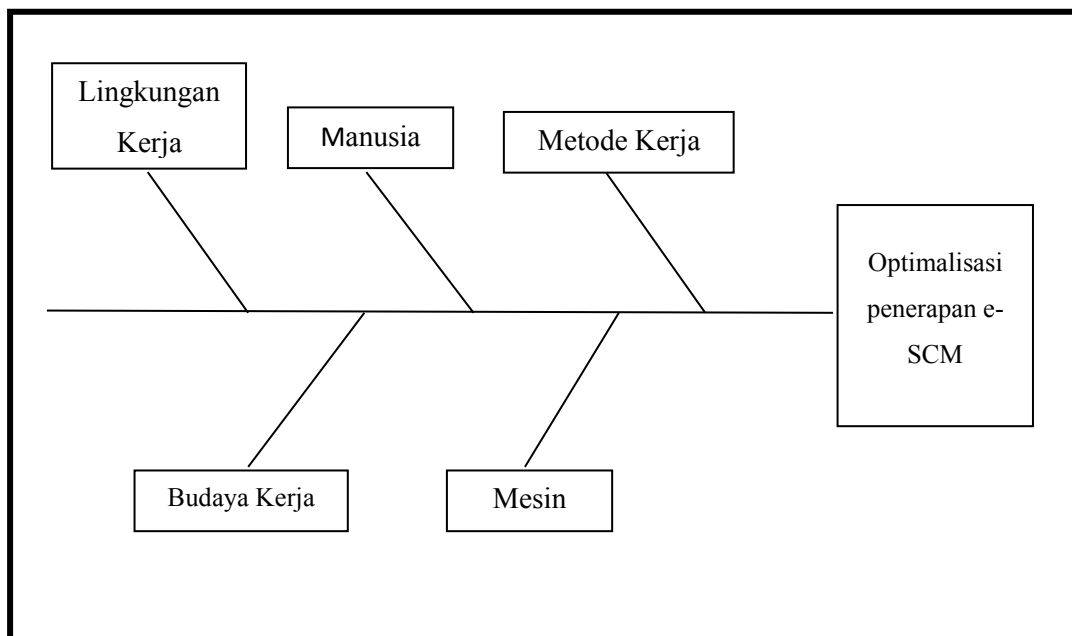 Lingkungan
Kerja
Manusia
Metode Kerja
Optimalisasi
penerapan e-
SCM
Budaya Kerja
Mesin